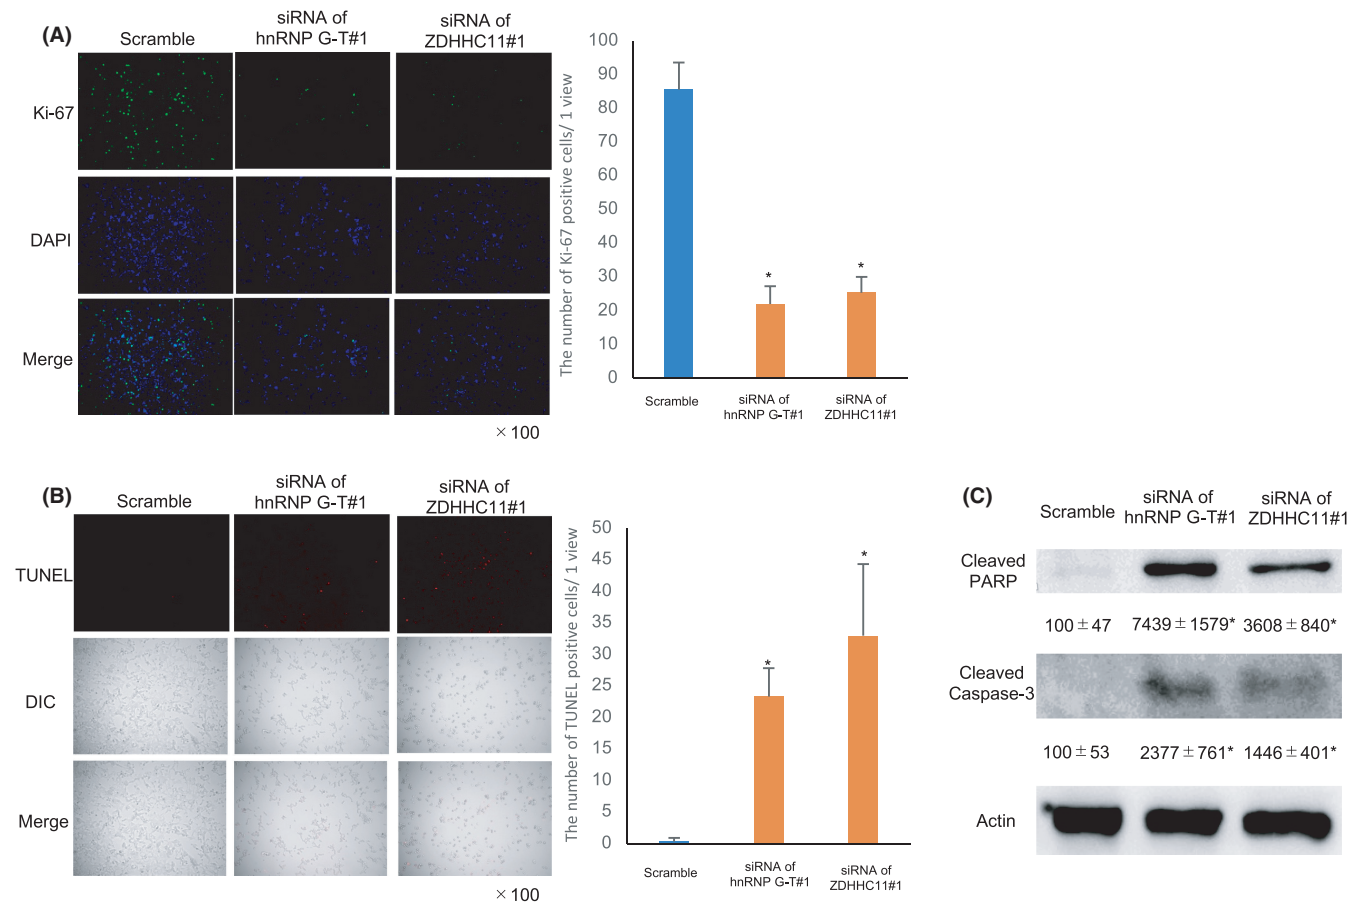 (A)
Scramble
siRNA of
hnRNP G-T#1
siRNA of
ZDHHC11#1
Ki-67
DAPI
Merge
×100
The number of Ki-67 positive cells/ 1 view
100
90
80
70
60
50
40
30
20
10
0
*
*
Scramble
siRNA of
hnRNP G-T#1
siRNA of
ZDHHC11#1
(B)
Scramble
siRNA of
hnRNP G-T#1
siRNA of
ZDHHC11#1
TUNEL
DIC
Merge
×100
The number of TUNEL positive cells/ 1 view
50
45
40
35
30
25
20
15
10
5
0
*
*
Scramble
siRNA of
hnRNP G-T#1
siRNA of
ZDHHC11#1
(C)
Scramble
siRNA of
hnRNP G-T#1
siRNA of
ZDHHC11#1
Cleaved
PARP
100±47 7439±1579* 3608±840*
Cleaved
Caspase-3
100±53 2377±761* 1446±401*
Actin